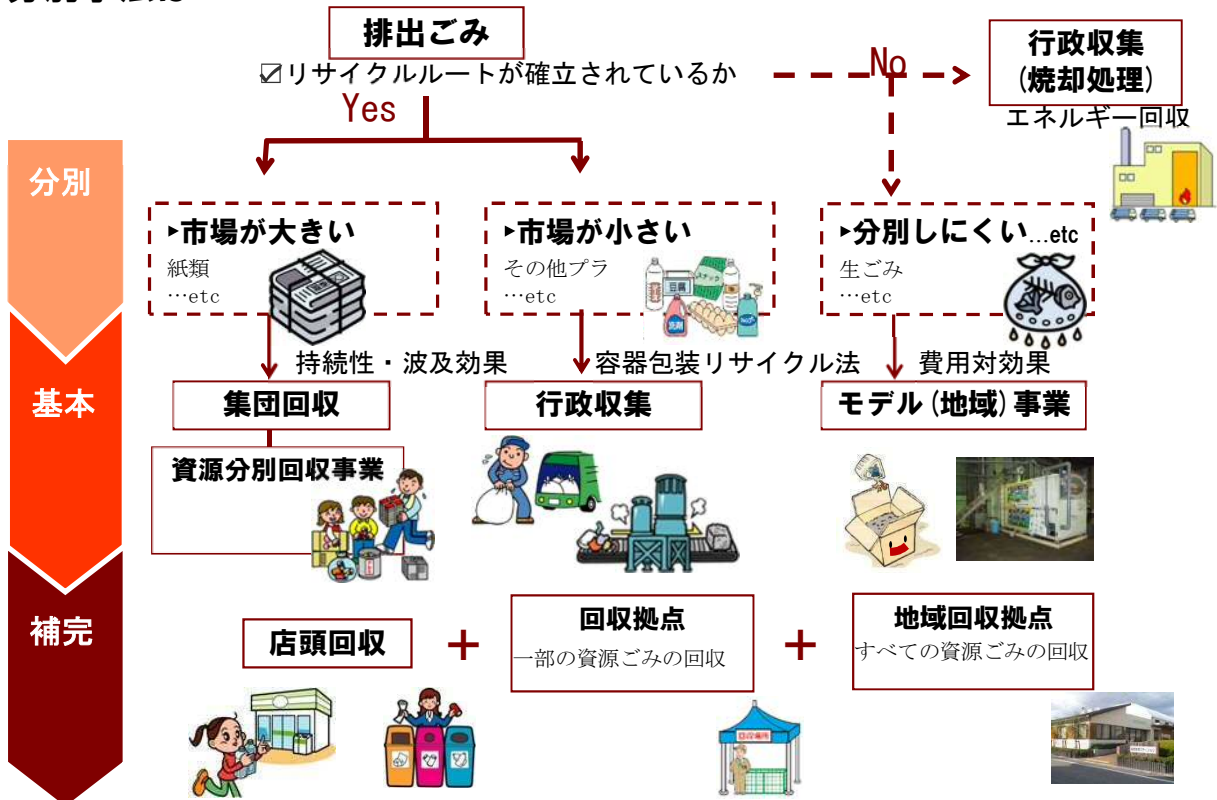 排出ごみ
☑リサイクルルートが確立されているか
Yes
No
行政収集
(焼却処理)
エネルギー回収
分別
▸市場が大きい
紙類
…etc
▸市場が小さい
その他プラ
…etc
▸分別しにくい…etc
生ごみ
…etc
持続性・波及効果
容器包装リサイクル法
費用対効果
基本
集団回収
行政収集
モデル(地域)事業
資源分別回収事業
補完
店頭回収
+
回収拠点
一部の資源ごみの回収
+
地域回収拠点
すべての資源ごみの回収
豆腐
スナック
洗剤